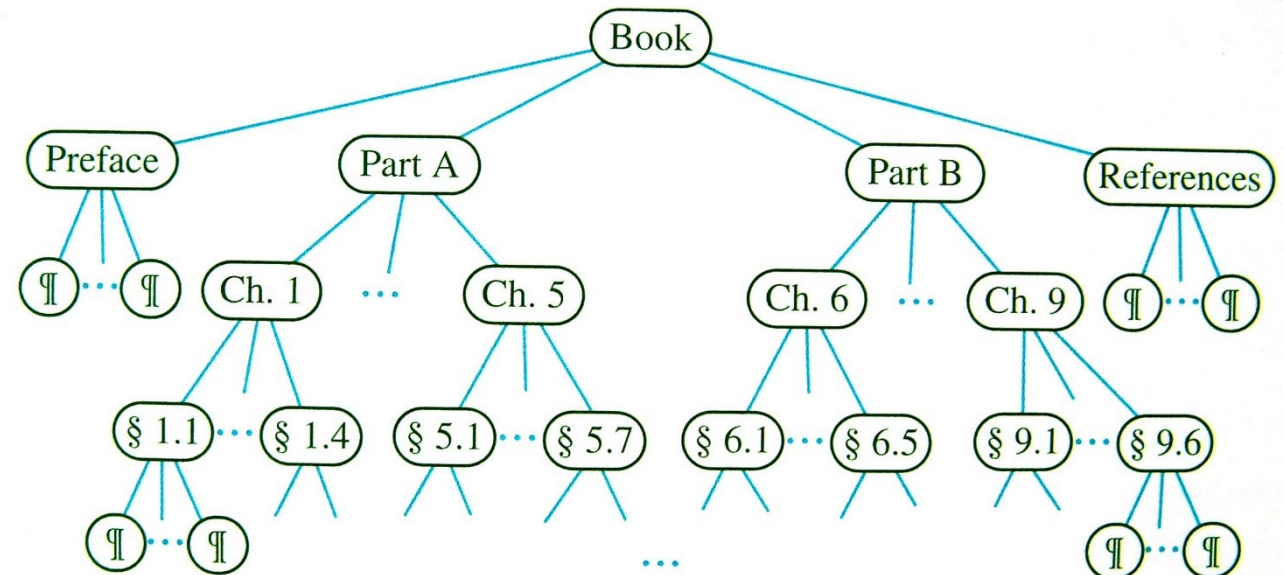 Book
Preface Part A Part B References
¶ ... ¶ Ch. 1 ... Ch. 5 Ch. 6 ... Ch. 9 ¶ ... ¶
§ 1.1 ... § 1.4 § 5.1 ... § 5.7 § 6.1 ... § 6.5 § 9.1 ... § 9.6
¶ ... ¶ ... ¶ ... ¶